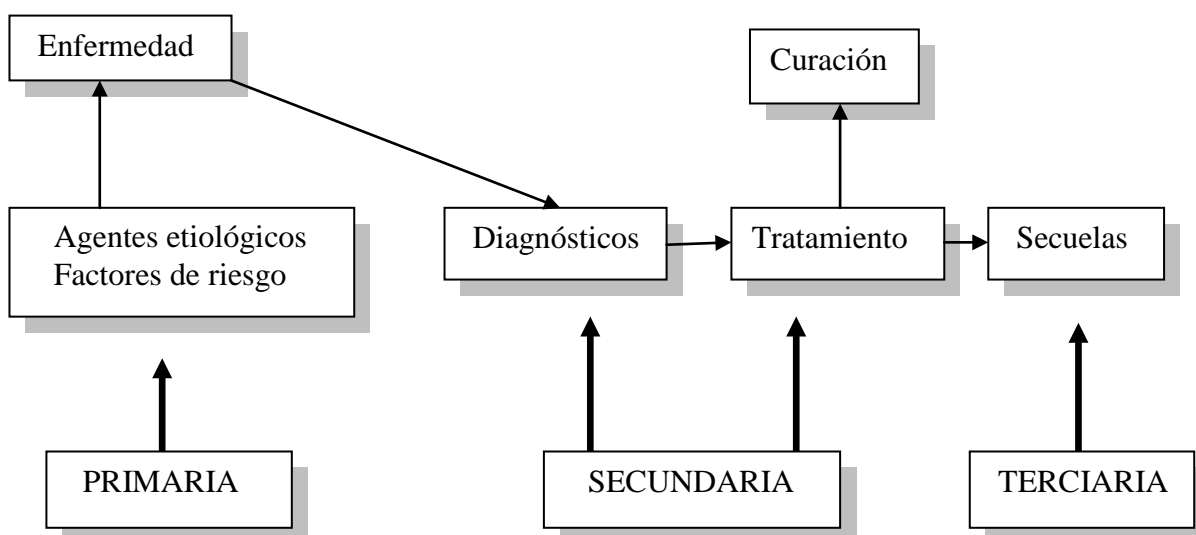 Enfermedad
Curación
Agentes etiológicos
Factores de riesgo
Diagnósticos
Tratamiento
Secuelas
PRIMARIA
SECUNDARIA
TERCIARIA